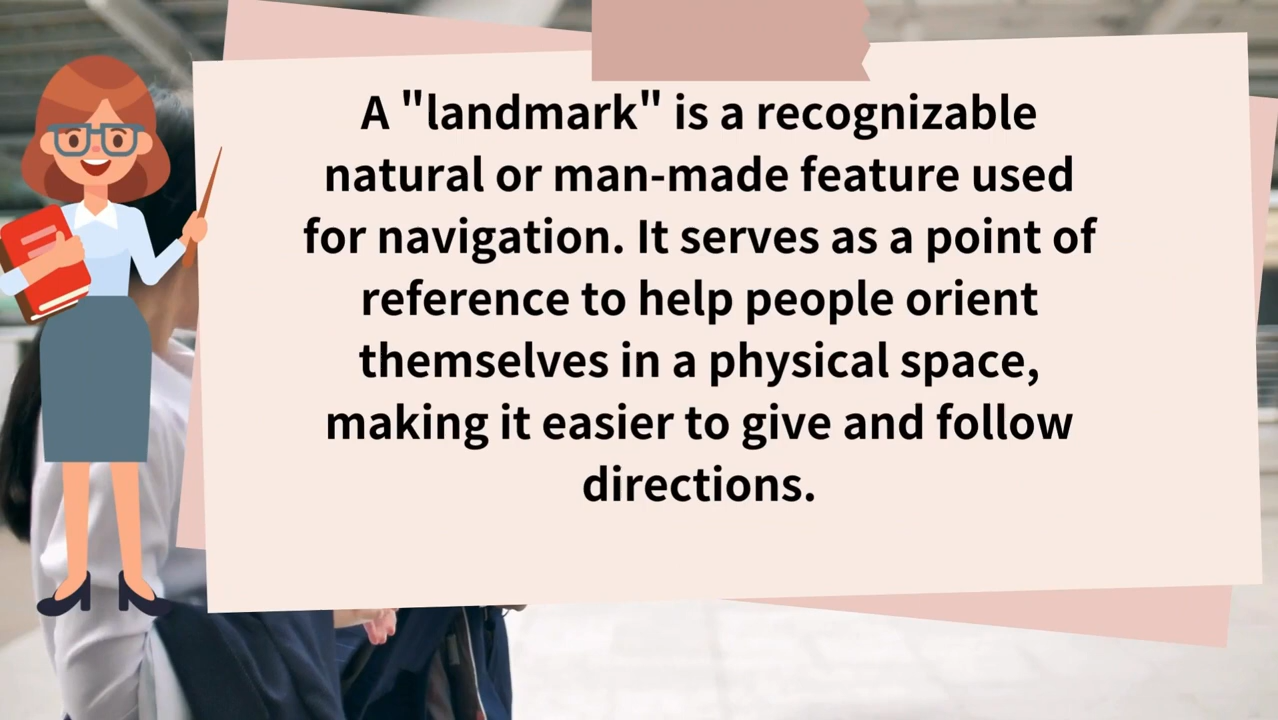 A "landmark" is a recognizable
natural or man-made feature used
for navigation. It serves as a point of
reference to help people orient
themselves in a physical space,
making it easier to give and follow
directions.